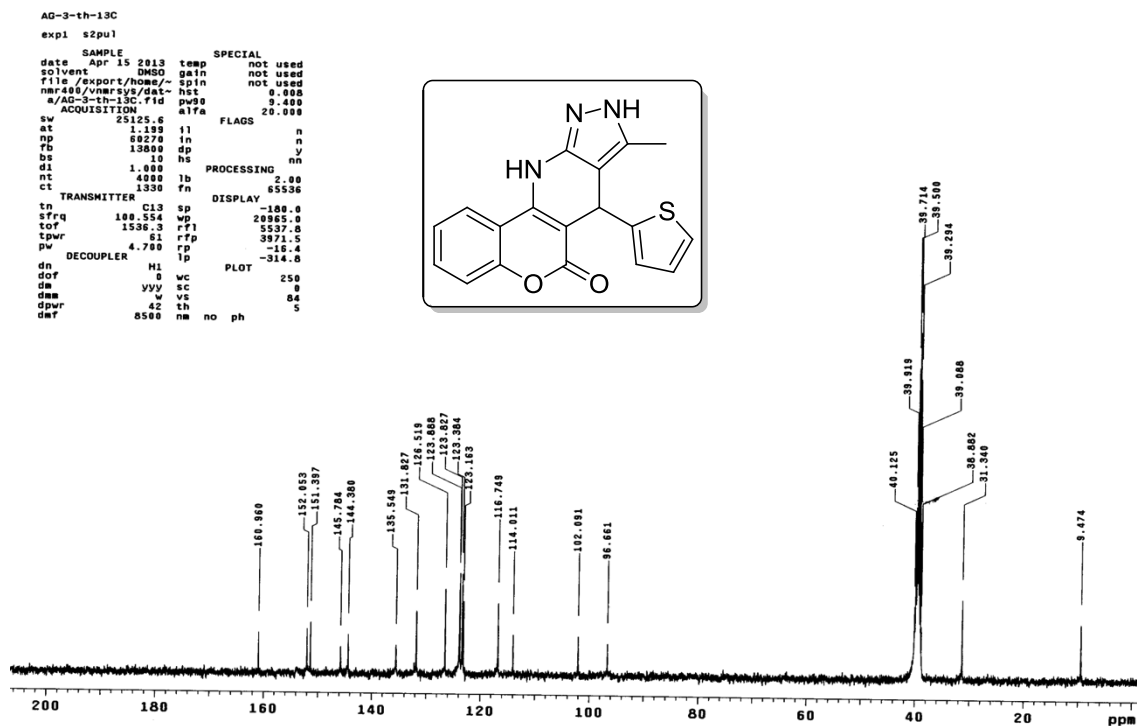 AG-3-th-13C
exp1 s2pul
SAMPLE SPECIAL
date Apr 15 2013 temp not used
solvent DMSO gain not used
file /export/home/~ spin not used
nmr400/vnmrsys/dat~ hst 0.008
a/AG-3-th-13C.fid pw90 9.400
ACQUISITION alfa 20.000
sw 25125.6 FLAGS
at 1.199 il n
np 60270 in n
fb 13800 dp y
bs 10 hs nn
d1 1.000 PROCESSING
nt 4000 lb 2.00
ct 1330 fn 65536
TRANSMITTER DISPLAY
tn C13 sp -180.0
sfrq 100.554 wp 20965.0
tof 1536.3 rfl 5537.8
tpwr 61 rfp 3971.5
pw 4.700 rp -16.4
DECOUPLER lp -314.8
dn H1 PLOT
dof 0 wc 250
dm yyy sc 0
dmm w vs 84
dpwr 42 th 5
dmf 8500 nm no ph
N NH
HN
S
O O
160.960
152.053
151.397
145.784
144.380
135.549
131.827
126.519
123.888
123.827
123.384
123.163
116.749
114.011
102.091
96.661
40.125
39.919
39.714
39.500
39.294
39.088
38.882
31.340
9.474
200 180 160 140 120 100 80 60 40 20 ppm